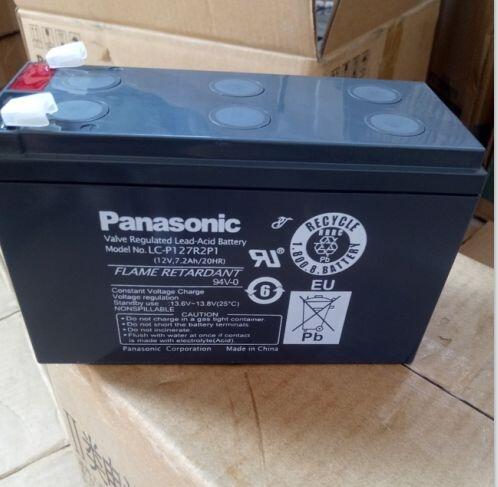 Panasonic
Valve Regulated Lead-Acid Battery
Model No. LC-P127R2P1
(12V,7.2Ah/20HR)
FLAME RETARDANT
94V-0
Constant Voltage Charge
Voltage regulation
Standby use 13.6V~13.8V(25°C)
NONSPILLABLE
CAUTION
•Do not charge in a gas tight container.
•Do not short the battery terminals.
•Do not incinerate.
•Flush with water at once if contact
is made with electrolyte(Acid).
Panasonic Corporation Made in China
RECYCLE
RBRC
Pb
1.800.8.BATTERY
6
EU
Pb